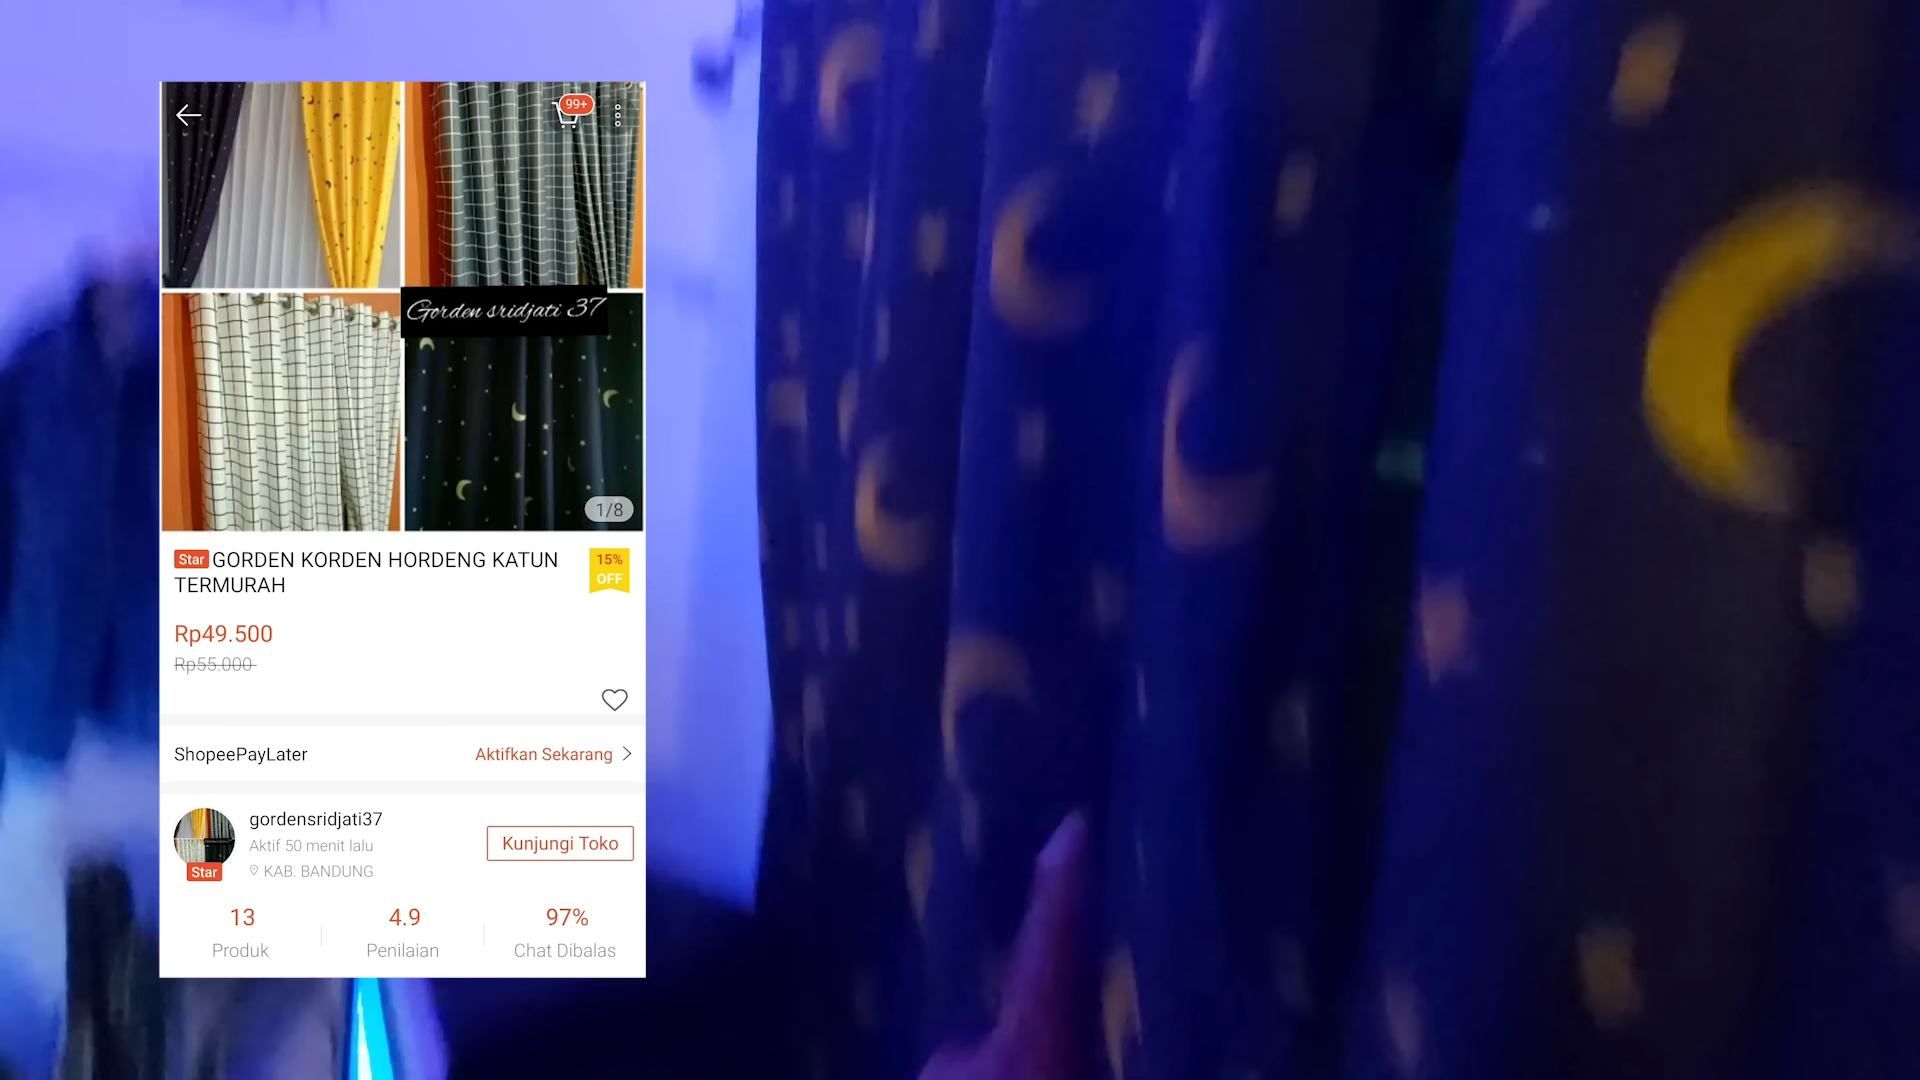 99+
Gorden sridjati 37
1/8
Star GORDEN KORDEN HORDENG KATUN
TERMURAH
15%
OFF
Rp49.500
Rp55.000
ShopeePayLater
Aktifkan Sekarang
gordensridjati37
Aktif 50 menit lalu
KAB. BANDUNG
Star
Kunjungi Toko
13
Produk
4.9
Penilaian
97%
Chat Dibalas